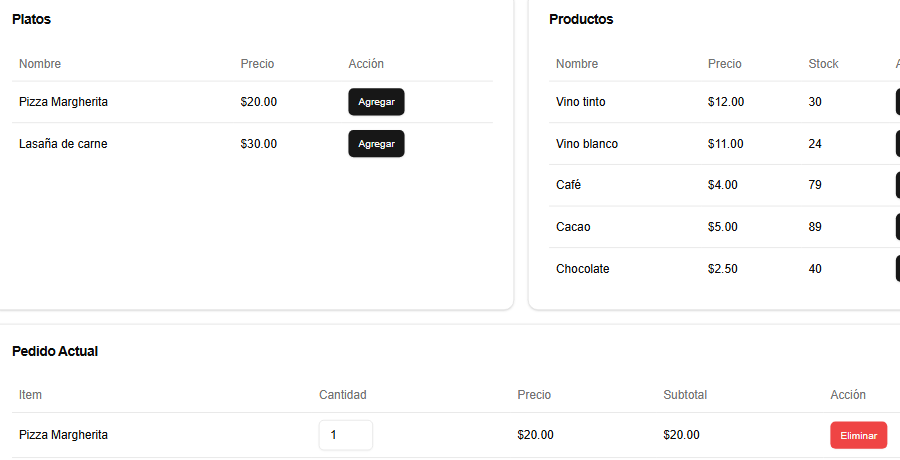 Platos
Nombre Precio Acción
Pizza Margherita $20.00 Agregar
Lasaña de carne $30.00 Agregar
Productos
Nombre Precio Stock
Vino tinto $12.00 30
Vino blanco $11.00 24
Café $4.00 79
Cacao $5.00 89
Chocolate $2.50 40
Pedido Actual
Item Cantidad Precio Subtotal Acción
Pizza Margherita 1 $20.00 $20.00 Eliminar